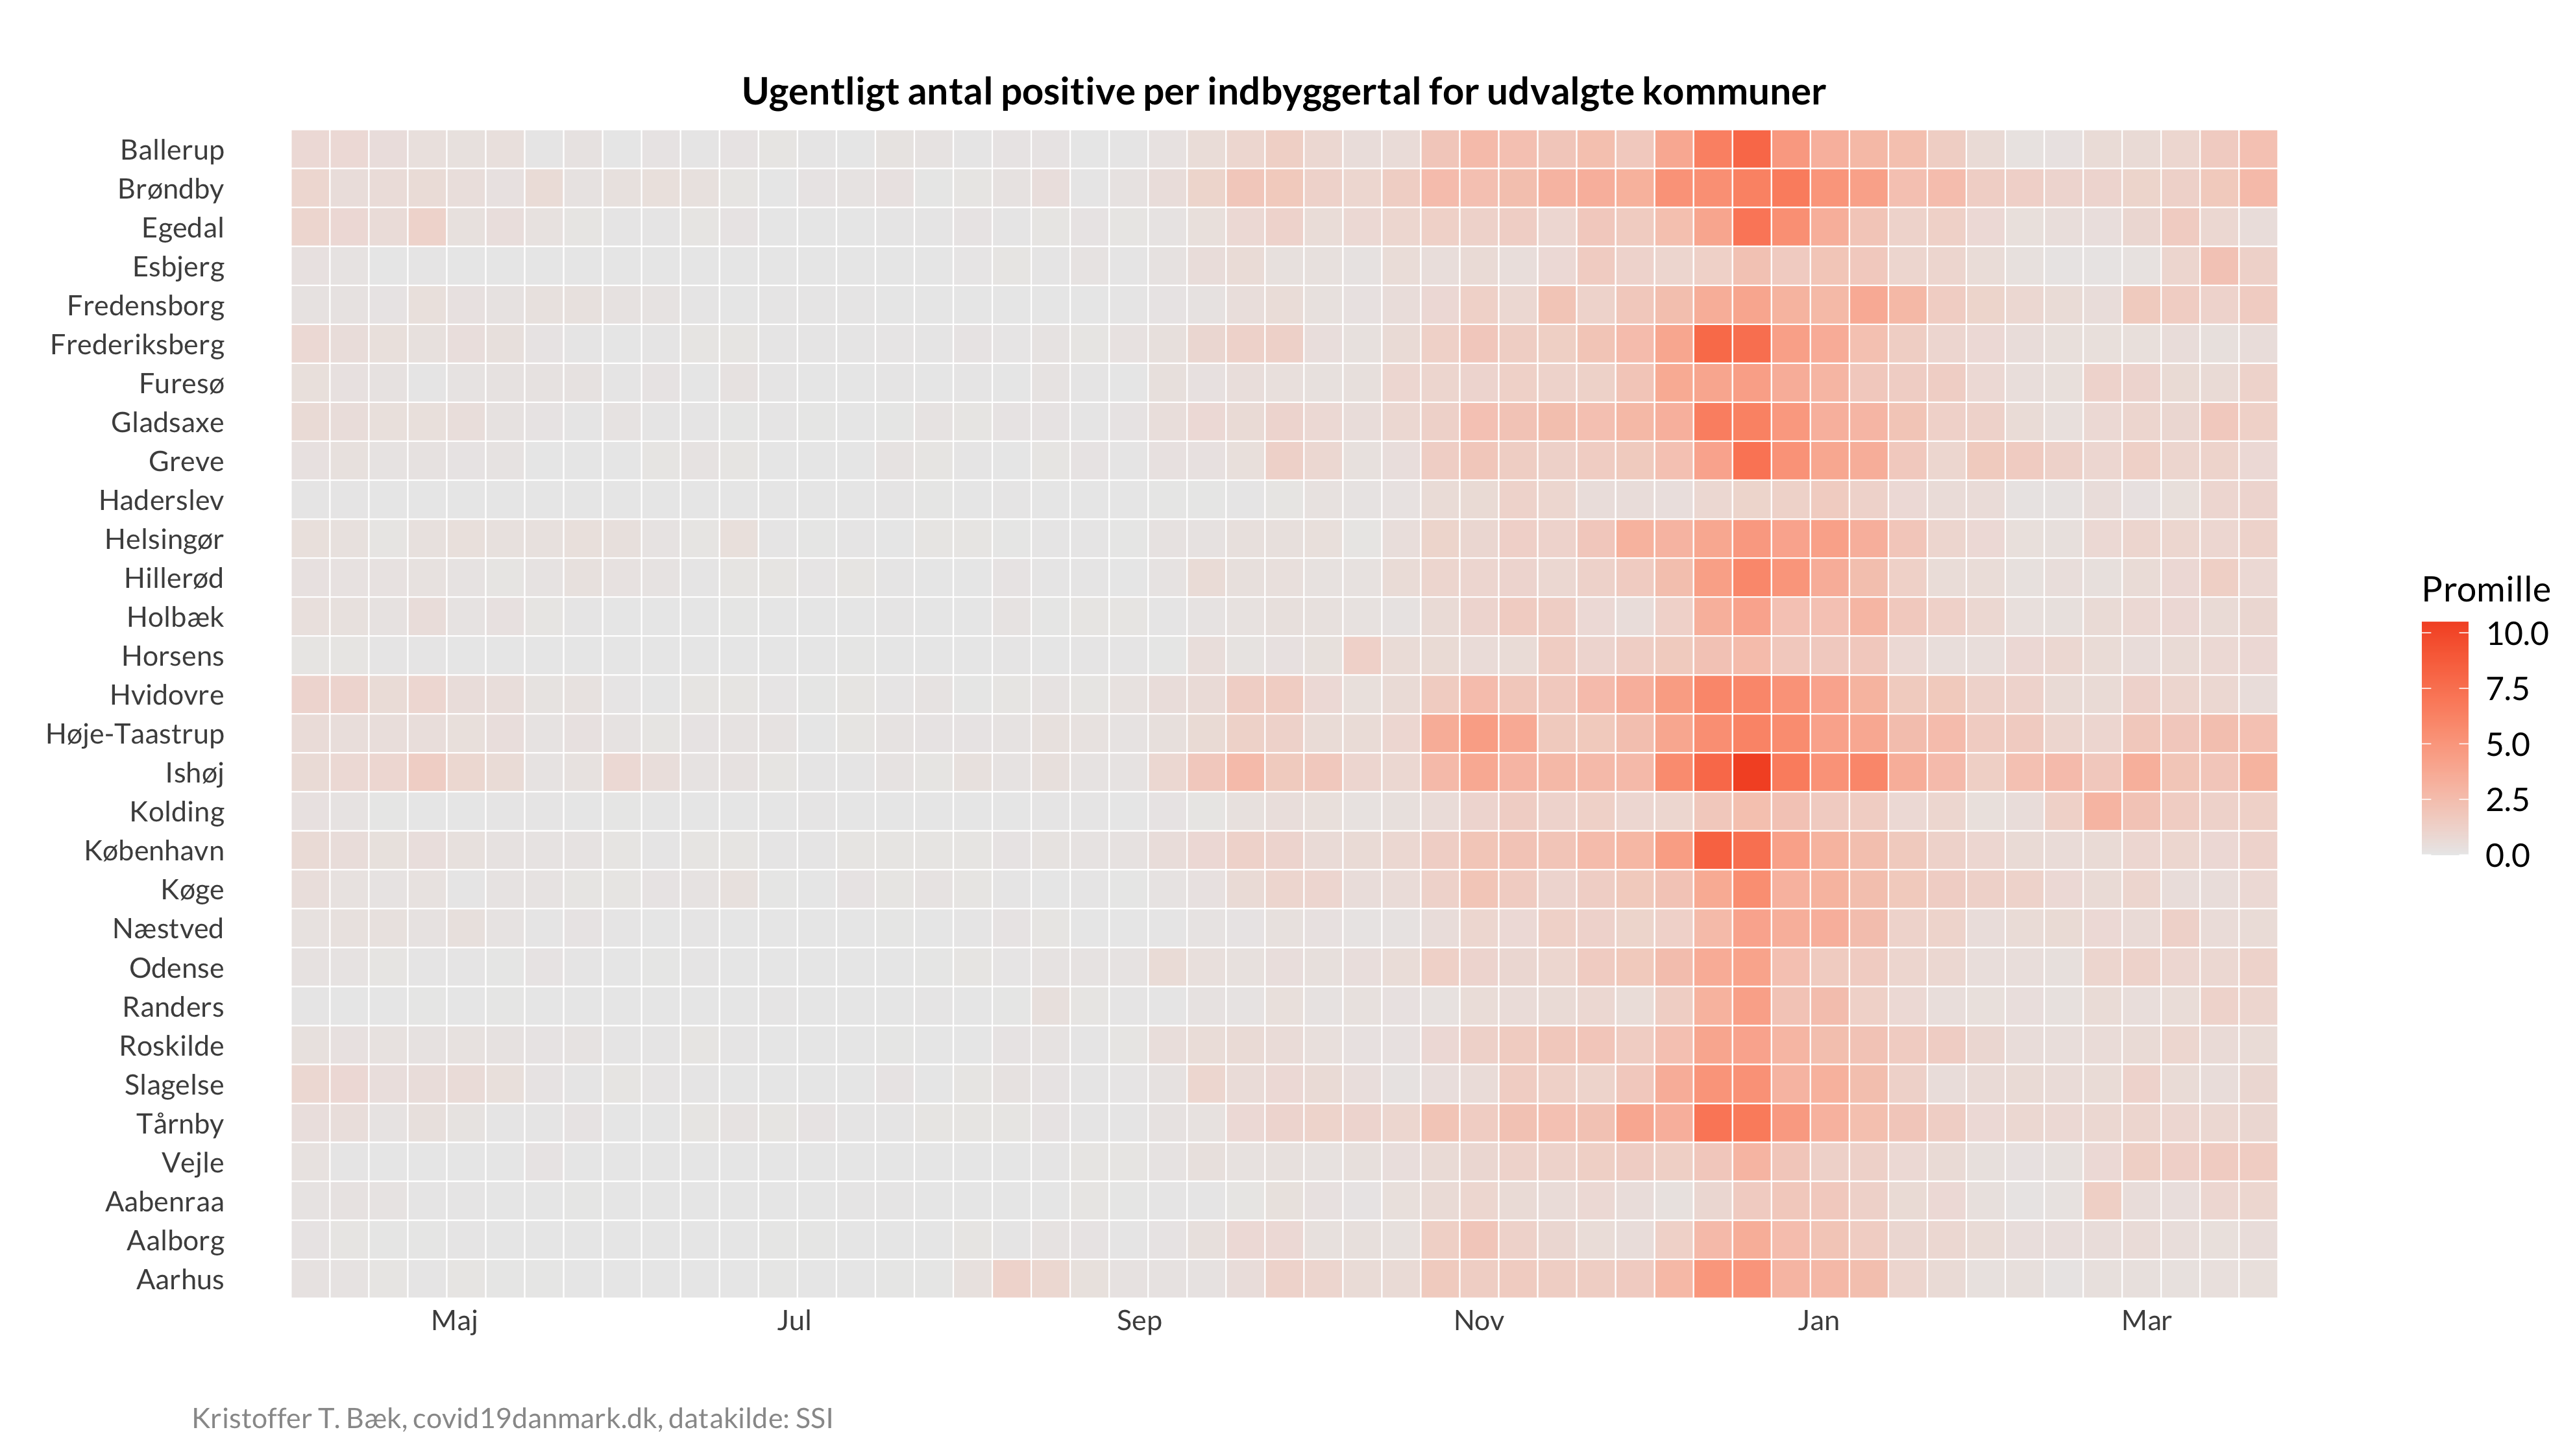 Ugentligt antal positive per indbyggertal for udvalgte kommuner
Ballerup
Brøndby
Egedal
Esbjerg
Fredensborg
Frederiksberg
Furesø
Gladsaxe
Greve
Haderslev
Helsingør
Hillerød
Holbæk
Horsens
Hvidovre
Høje-Taastrup
Ishøj
Kolding
København
Køge
Næstved
Odense
Randers
Roskilde
Slagelse
Tårnby
Vejle
Aabenraa
Aalborg
Aarhus
Maj Jul Sep Nov Jan Mar
Promille
10.0
7.5
5.0
2.5
0.0
Kristoffer T. Bæk, covid19danmark.dk, datakilde: SSI